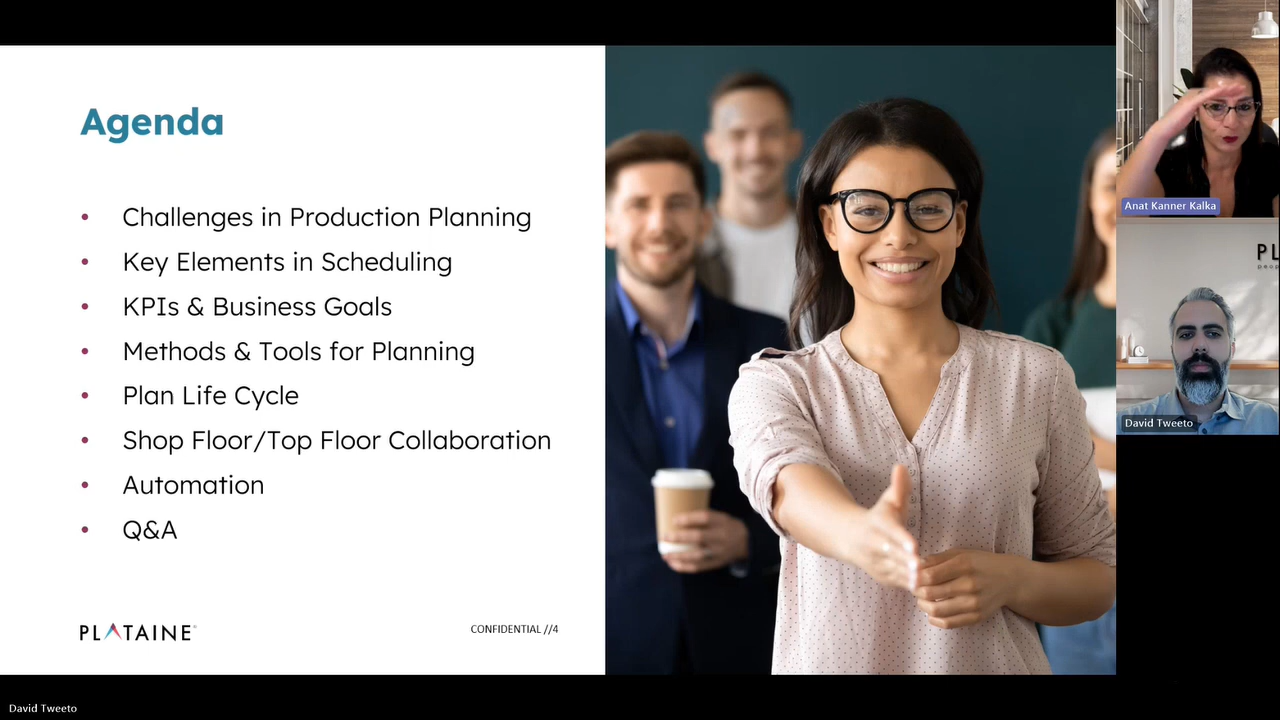 Agenda
• Challenges in Production Planning
• Key Elements in Scheduling
• KPIs & Business Goals
• Methods & Tools for Planning
• Plan Life Cycle
• Shop Floor/Top Floor Collaboration
• Automation
• Q&A
PLATAINE
CONFIDENTIAL //4
Anat Kanner Kalka
PL
David Tweeto
David Tweeto